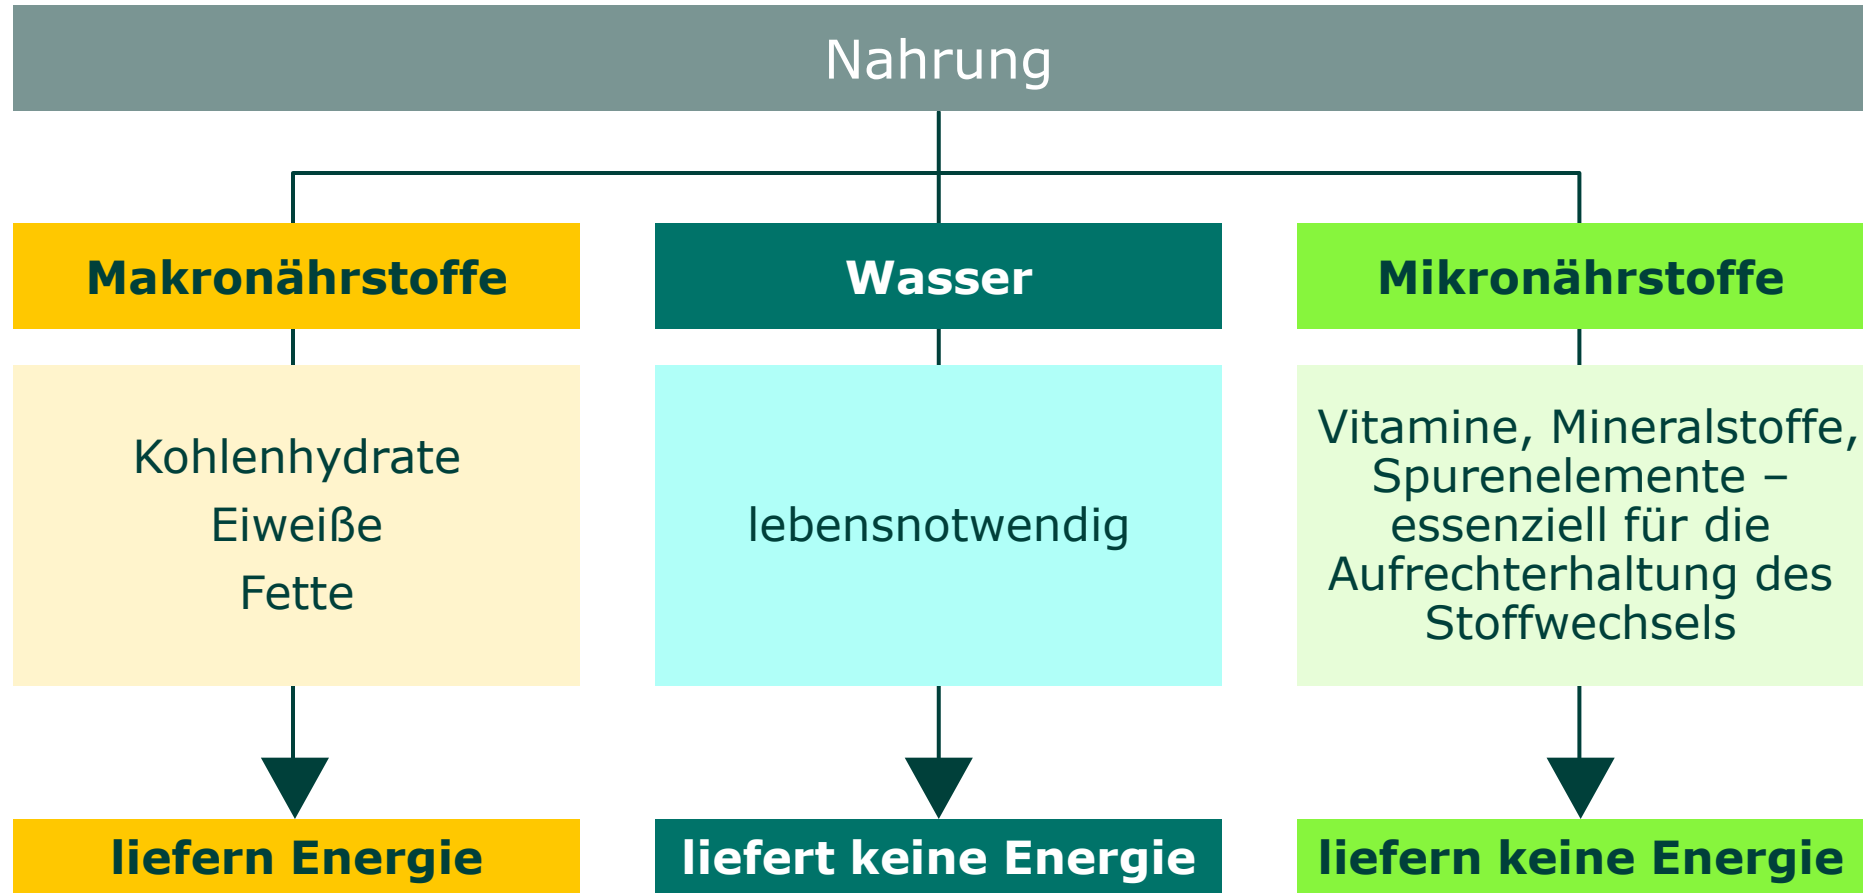 Nahrung
Makronährstoffe
Wasser
Mikronährstoffe
Kohlenhydrate
Eiweiße
Fette
lebensnotwendig
Vitamine, Mineralstoffe,
Spurenelemente –
essenziell für die
Aufrechterhaltung des
Stoffwechsels
liefern Energie
liefert keine Energie
liefern keine Energie